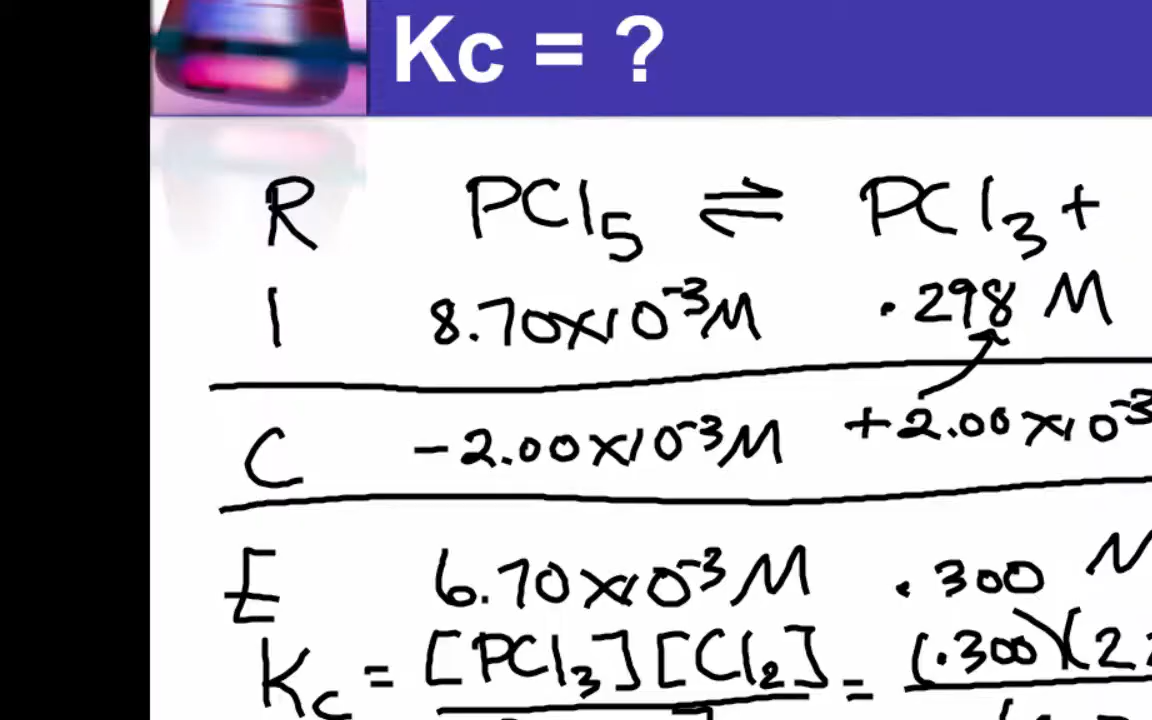 Kc = ?
R PCl₅ ⇌ PCl₃ +
I 8.70x10⁻³M .298 M
C -2.00x10⁻³M +2.00x10⁻³
E 6.70x10⁻³M .300 M
Kc = [PCl₃][Cl₂] = (.300)(2